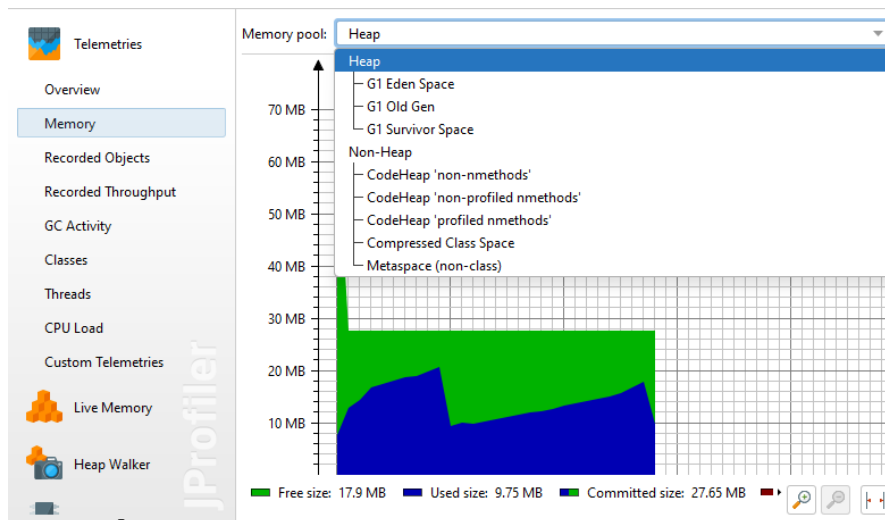 Telemetries
Overview
Memory
Recorded Objects
Recorded Throughput
GC Activity
Classes
Threads
CPU Load
Custom Telemetries
Live Memory
Heap Walker
JProfiler
Memory pool: Heap
Heap
G1 Eden Space
G1 Old Gen
G1 Survivor Space
Non-Heap
CodeHeap 'non-nmethods'
CodeHeap 'non-profiled nmethods'
CodeHeap 'profiled nmethods'
Compressed Class Space
Metaspace (non-class)
70 MB
60 MB
50 MB
40 MB
30 MB
20 MB
10 MB
Free size: 17.9 MB Used size: 9.75 MB Committed size: 27.65 MB